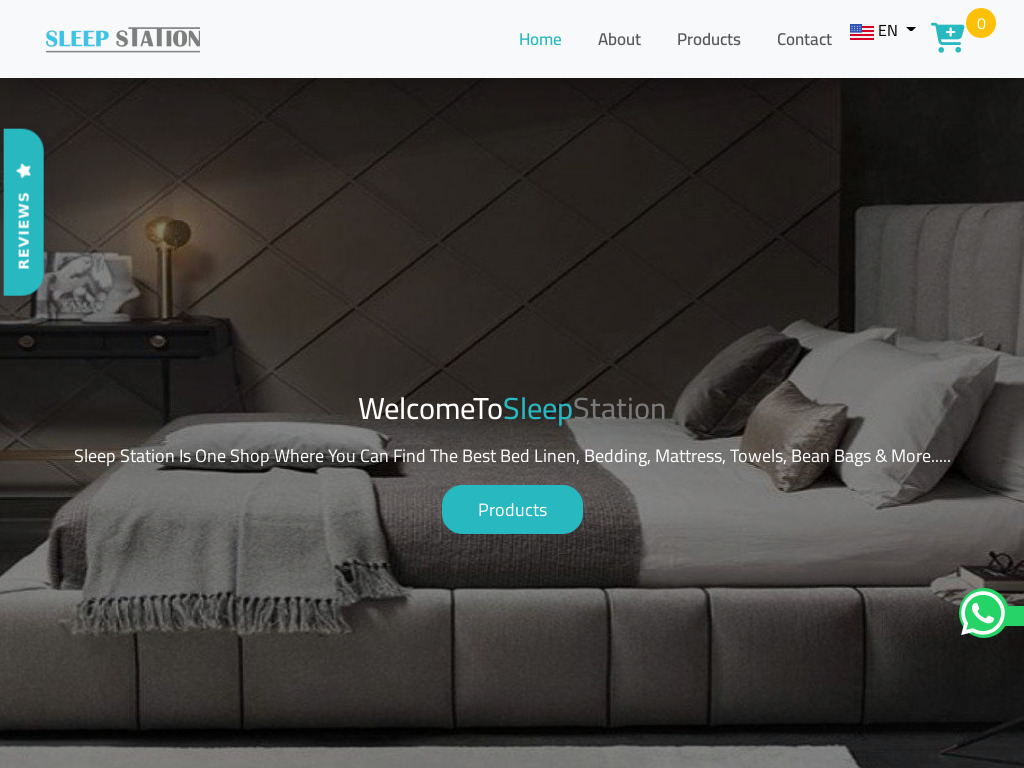 SLEEP STATION
Home
About
Products
Contact
EN
0
REVIEWS
WelcomeToSleepStation
Sleep Station Is One Shop Where You Can Find The Best Bed Linen, Bedding, Mattress, Towels, Bean Bags & More.....
Products